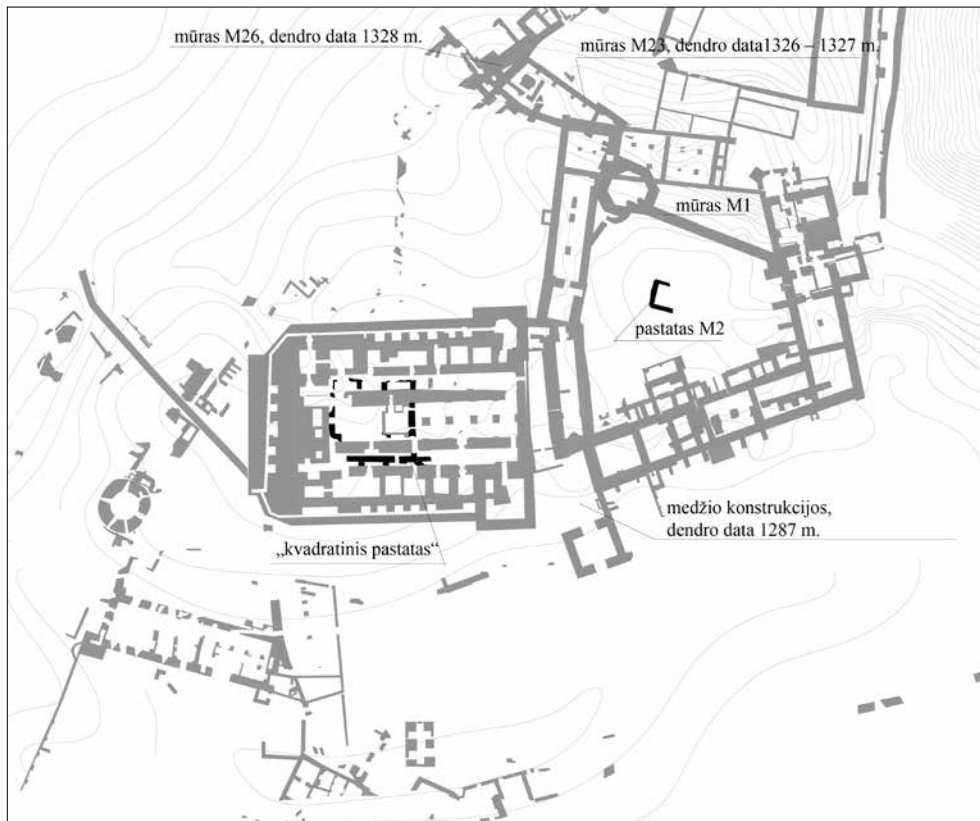 mūras M26, dendro data 1328 m.
mūras M23, dendro data1326 – 1327 m.
mūras M1
pastatas M2
medžio konstrukcijos,
dendro data 1287 m.
„kvadratinis pastatas“